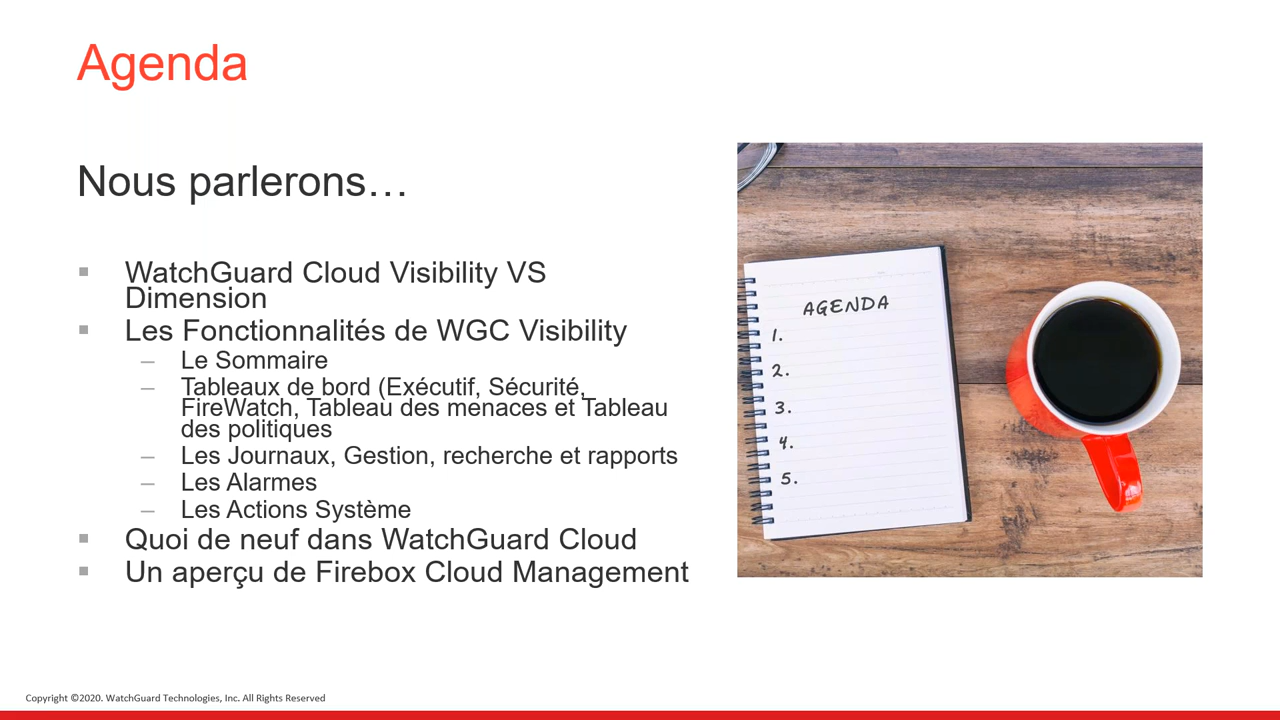 Agenda
Nous parlerons…
▪ WatchGuard Cloud Visibility VS
Dimension
▪ Les Fonctionnalités de WGC Visibility
– Le Sommaire
– Tableaux de bord (Exécutif, Sécurité,
FireWatch, Tableau des menaces et Tableau
des politiques
– Les Journaux, Gestion, recherche et rapports
– Les Alarmes
– Les Actions Système
▪ Quoi de neuf dans WatchGuard Cloud
▪ Un aperçu de Firebox Cloud Management
AGENDA
1.
2.
3.
4.
5.
Copyright ©2020. WatchGuard Technologies, Inc. All Rights Reserved